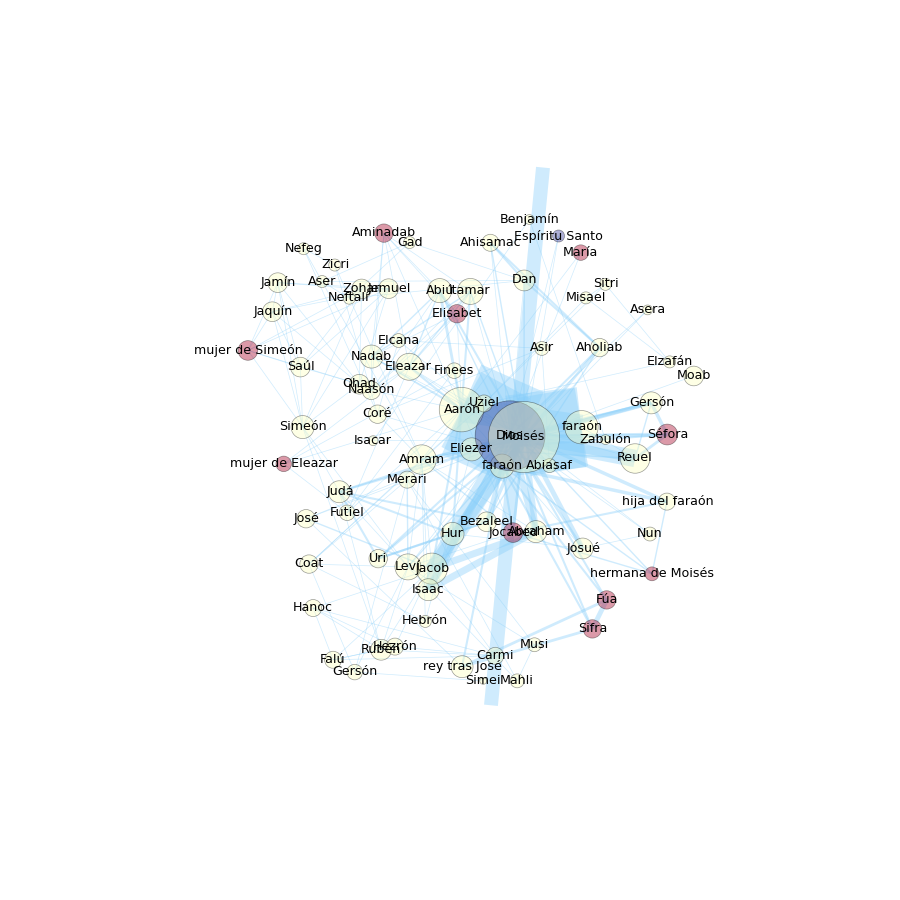 Benjamín
Aminadab
Espíritu Santo
Gad
Ahisamac
Nefeg
María
Zicri
Jamín
Aser
Dan
Sitri
Zohar
Jemuel
Abiú
Itamar
Neftalí
Misael
Jaquín
Elisabet
Asera
Elcana
mujer de Simeón
Asir
Aholiab
Nadab
Elzafán
Saúl
Eleazar
Finees
Moab
Ohad
Naasón
Uziel
Gersón
Aarón
Coré
Simeón
faraón
Dios
Moisés
Séfora
Isacar
Zabulón
Eliezer
Reuel
Amram
mujer de Eleazar
faraón
Abiasaf
Merari
Judá
hija del faraón
Futiel
José
Bezaleel
Hur
Jocabed
Abraham
Nun
Josué
Uri
Coat
Leví
Jacob
hermana de Moisés
Isaac
Fúa
Hanoc
Hebrón
Sifra
Musi
Hezrón
Rubén
Carmi
Falú
rey tras José
Gersón
Simei
Mahli